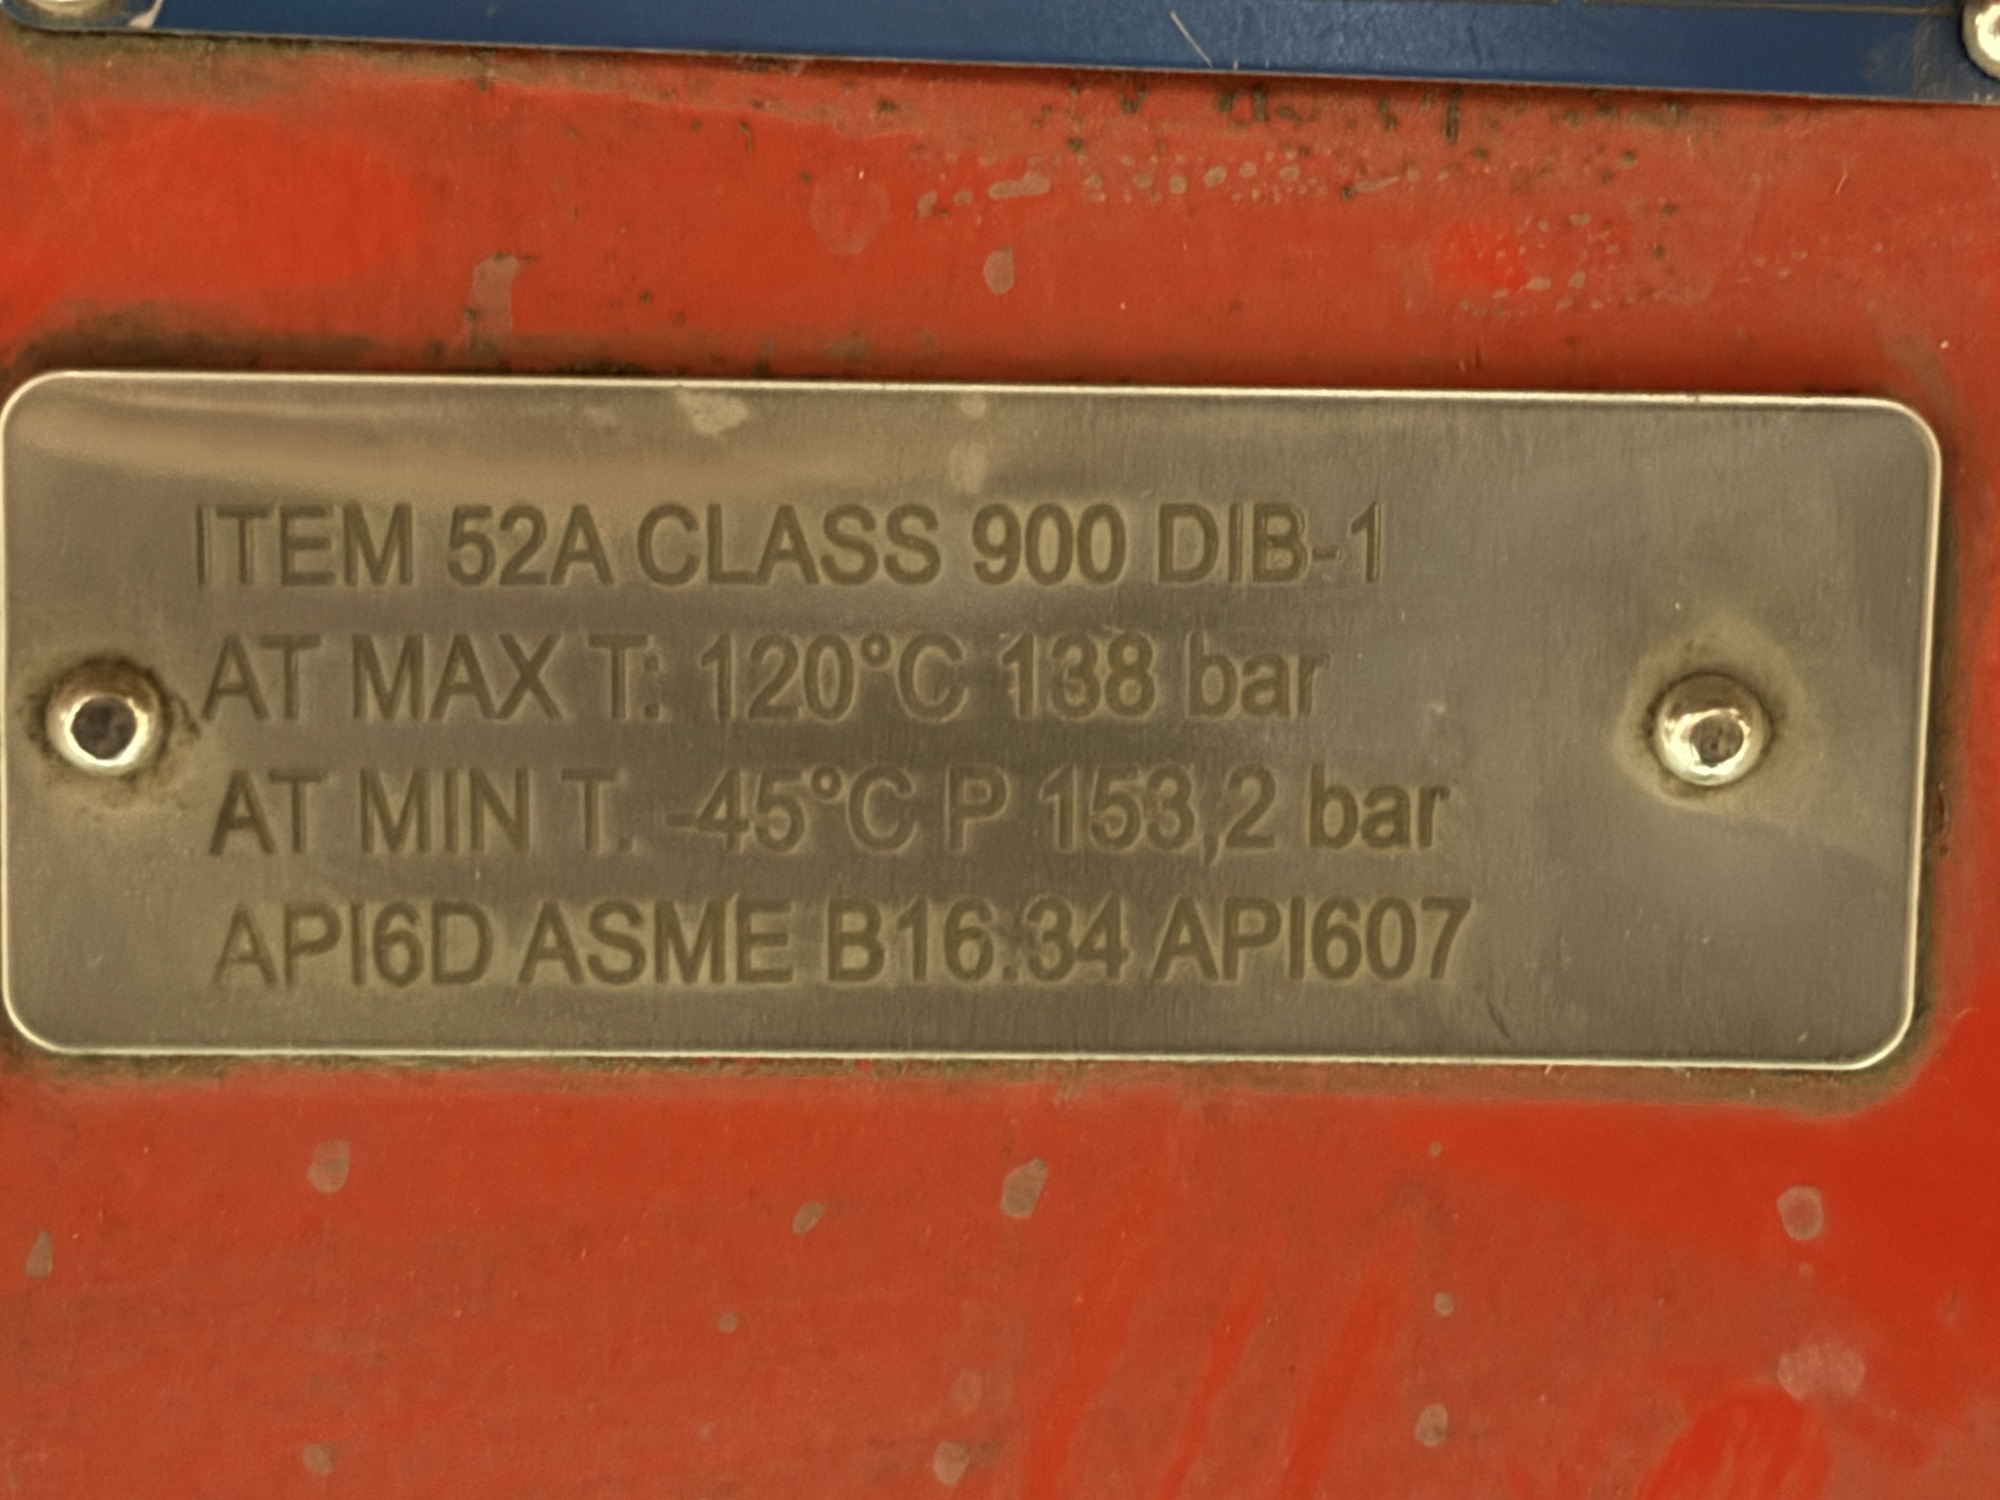 ITEM 52A CLASS 900 DIB-1
AT MAX T: 120°C 138 bar
AT MIN T. -45°C P 153,2 bar
API6D ASME B16.34 API607